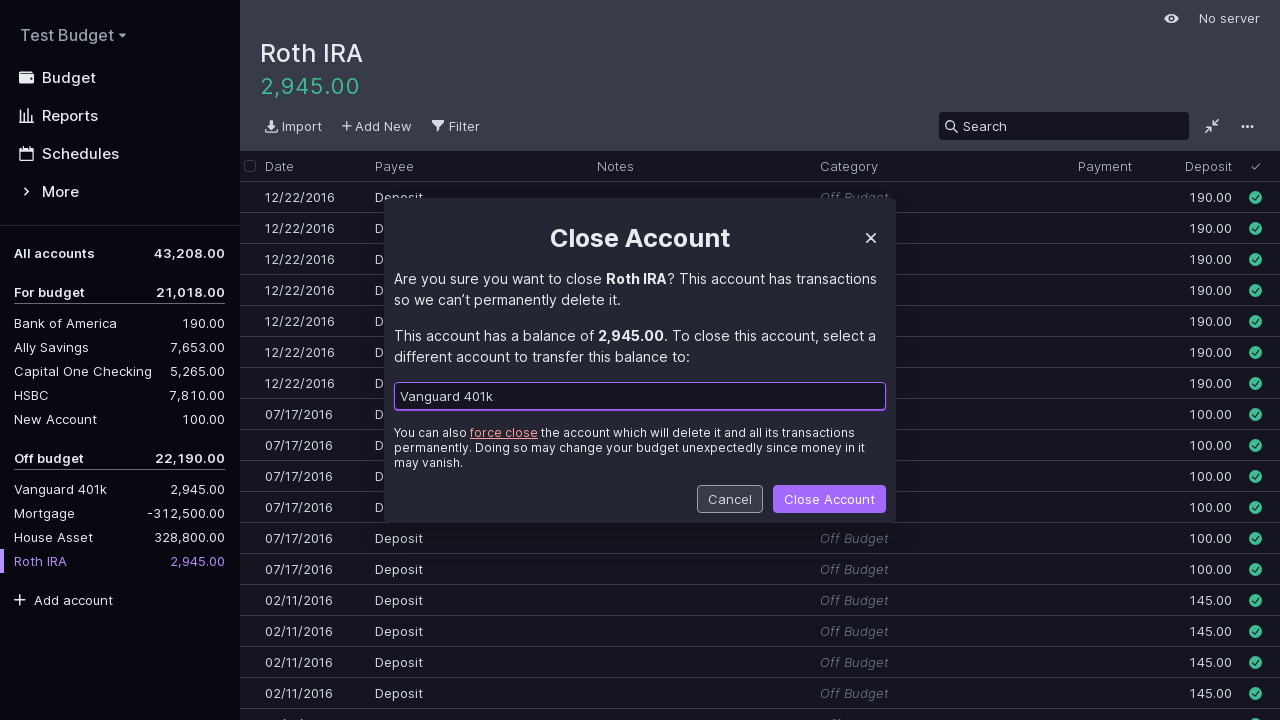 Test Budget
Budget
Reports
Schedules
More
All accounts 43,208.00
For budget 21,018.00
Bank of America 190.00
Ally Savings 7,653.00
Capital One Checking 5,265.00
HSBC 7,810.00
New Account 100.00
Off budget 22,190.00
Vanguard 401k 2,945.00
Mortgage -312,500.00
House Asset 328,800.00
Roth IRA 2,945.00
Add account
No server
Roth IRA
2,945.00
Import Add New Filter Search
Date Payee Notes Category Payment Deposit
12/22/2016 Deposit Off Budget 190.00
12/22/2016 D 190.00
12/22/2016 D 190.00
12/22/2016 D 190.00
12/22/2016 D 190.00
12/22/2016 D 190.00
12/22/2016 D 190.00
07/17/2016 D 100.00
07/17/2016 D 100.00
07/17/2016 D 100.00
07/17/2016 D 100.00
07/17/2016 Deposit Off Budget 100.00
07/17/2016 Deposit Off Budget 100.00
02/11/2016 Deposit Off Budget 145.00
02/11/2016 Deposit Off Budget 145.00
02/11/2016 Deposit Off Budget 145.00
02/11/2016 Deposit Off Budget 145.00
Close Account
Are you sure you want to close Roth IRA? This account has transactions
so we can’t permanently delete it.
This account has a balance of 2,945.00. To close this account, select a
different account to transfer this balance to:
Vanguard 401k
You can also force close the account which will delete it and all its transactions
permanently. Doing so may change your budget unexpectedly since money in it
may vanish.
Cancel Close Account